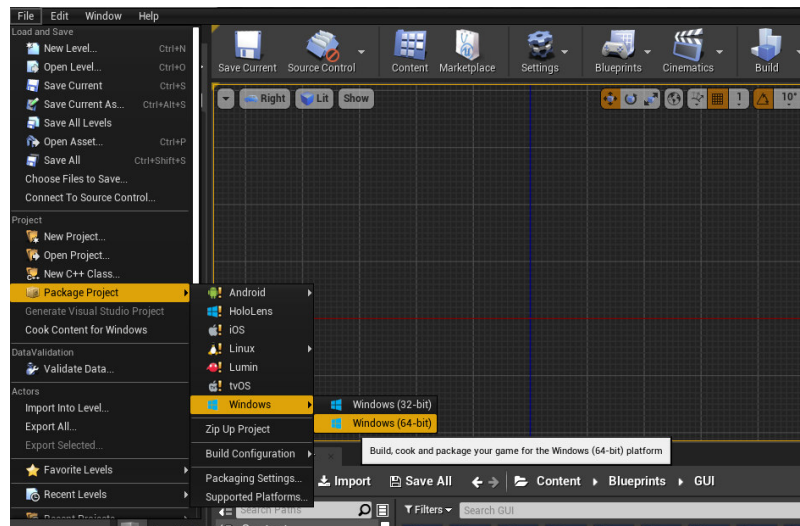 File Edit Window Help
Load and Save
New Level... Ctrl+N
Open Level... Ctrl+O
Save Current Ctrl+S
Save Current As... Ctrl+Alt+S
Save All Levels
Open Asset... Ctrl+P
Save All Ctrl+Shift+S
Choose Files to Save...
Connect To Source Control...
Project
New Project...
Open Project...
New C++ Class...
Package Project
Generate Visual Studio Project
Cook Content for Windows
DataValidation
Validate Data...
Actors
Import Into Level...
Export All...
Export Selected...
Favorite Levels
Recent Levels
Recent Projects
Android
HoloLens
iOS
Linux
Lumin
tvOS
Windows
Zip Up Project
Build Configuration
Packaging Settings...
Supported Platforms...
Windows (32-bit)
Windows (64-bit)
Build, cook and package your game for the Windows (64-bit) platform
Save Current Source Control Content Marketplace Settings Blueprints Cinematics Build
Right Lit Show 1 10°
Import Save All Content Blueprints GUI
Search Paths Filters Search GUI